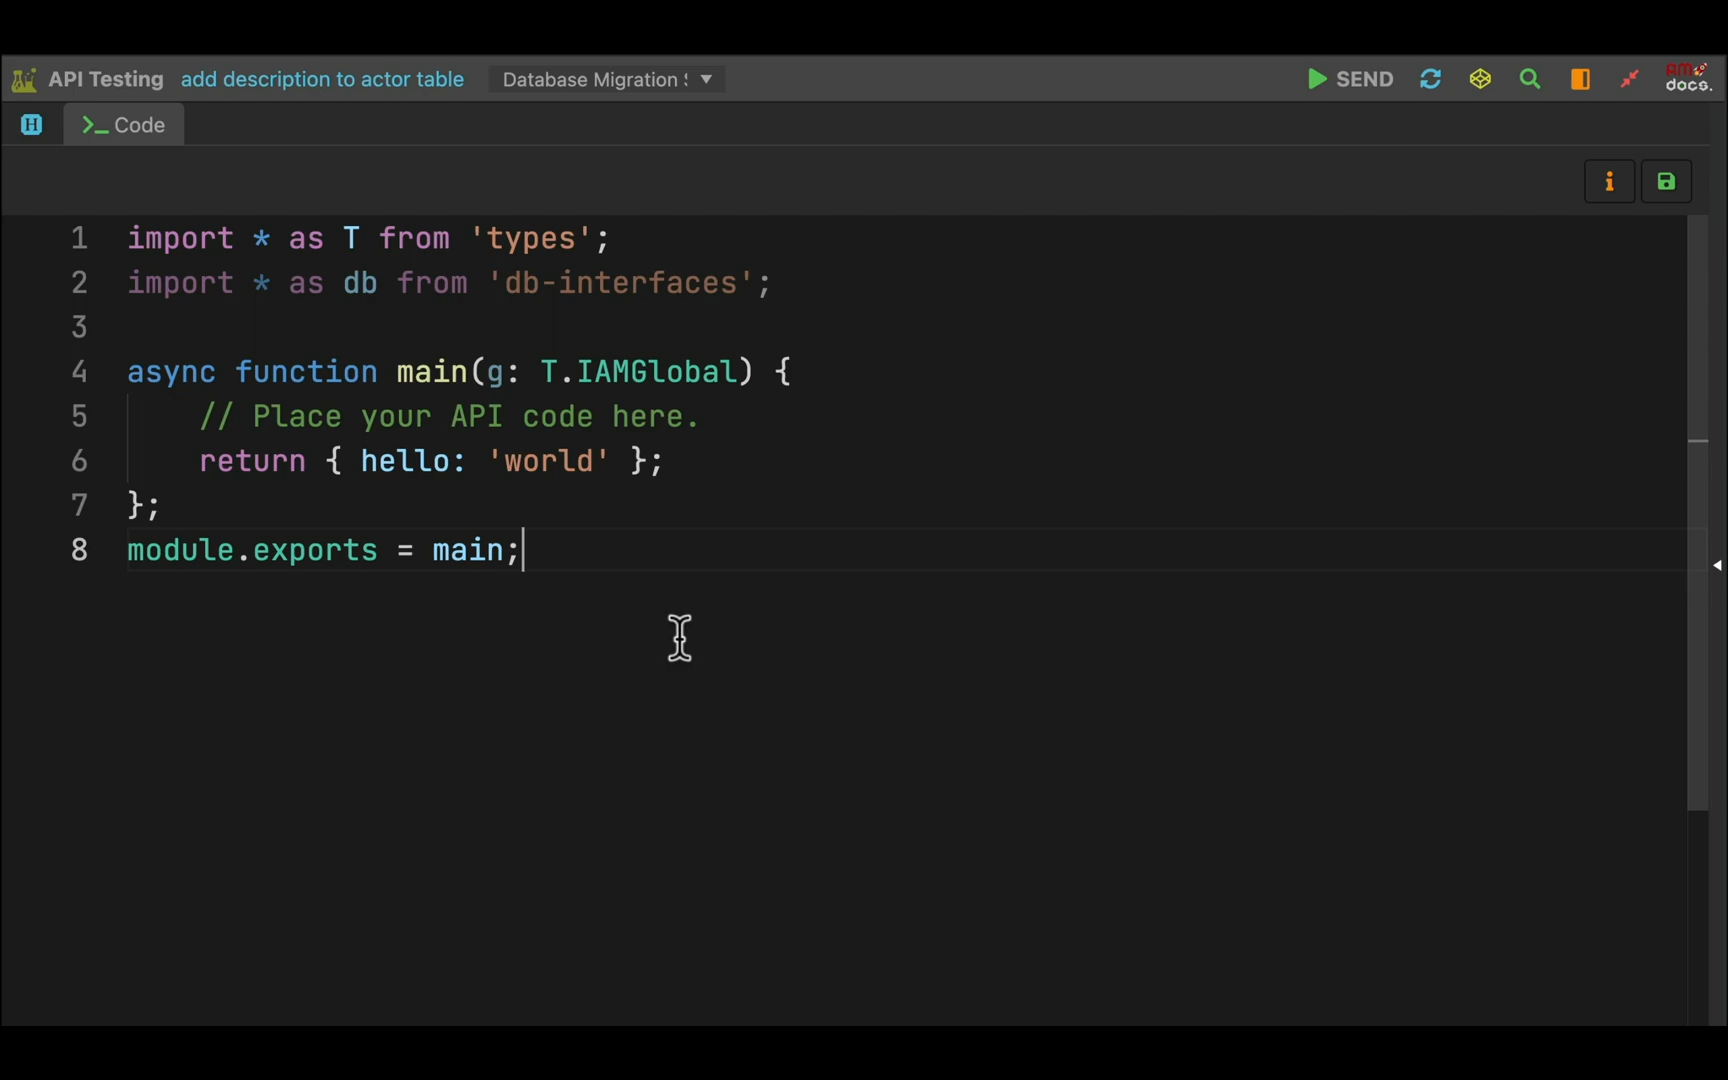 API Testing add description to actor table Database Migration SEND AM docs.
H >_ Code
i
1 import * as T from 'types';
2 import * as db from 'db-interfaces';
3
4 async function main(g: T.IAMGlobal) {
5 // Place your API code here.
6 return { hello: 'world' };
7 };
8 module.exports = main;